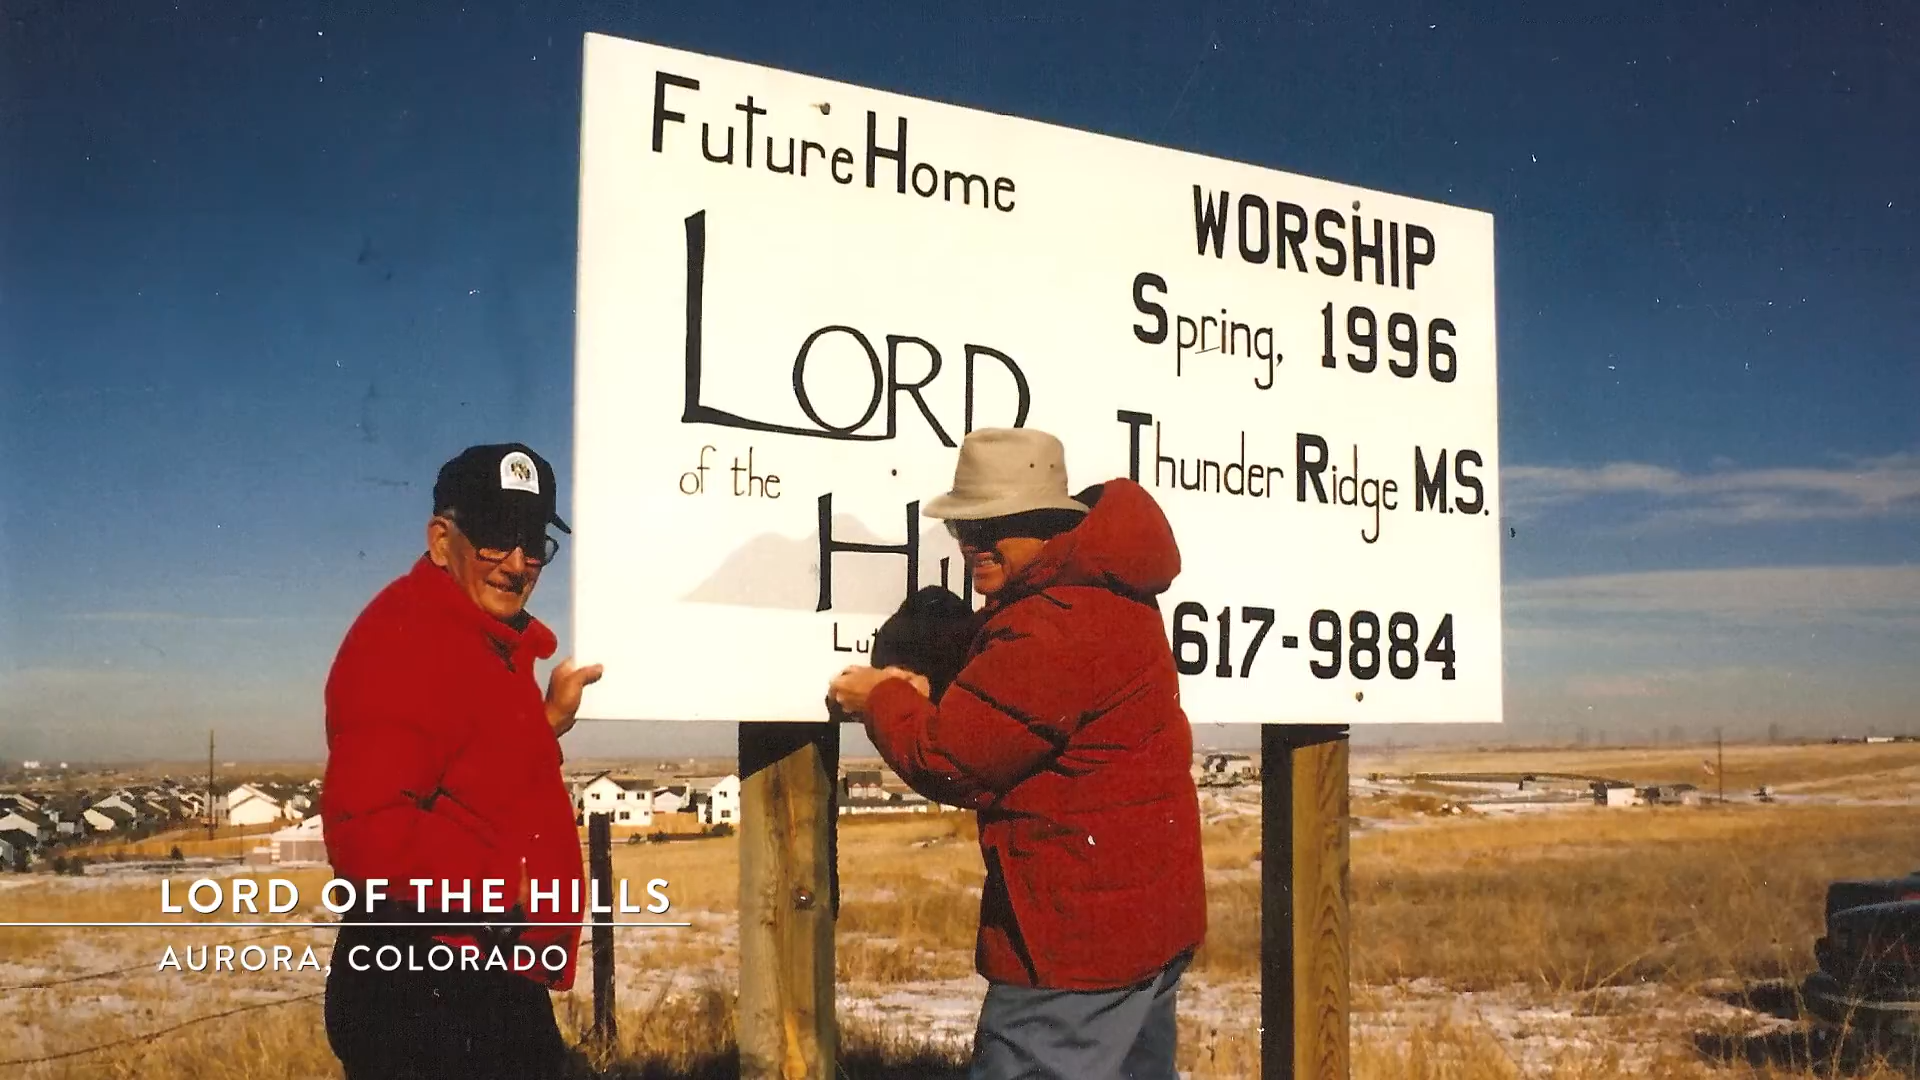 Future Home
LORD
of the
WORSHIP
Spring, 1996
Thunder Ridge M.S.
617-9884
LORD OF THE HILLS
AURORA, COLORADO